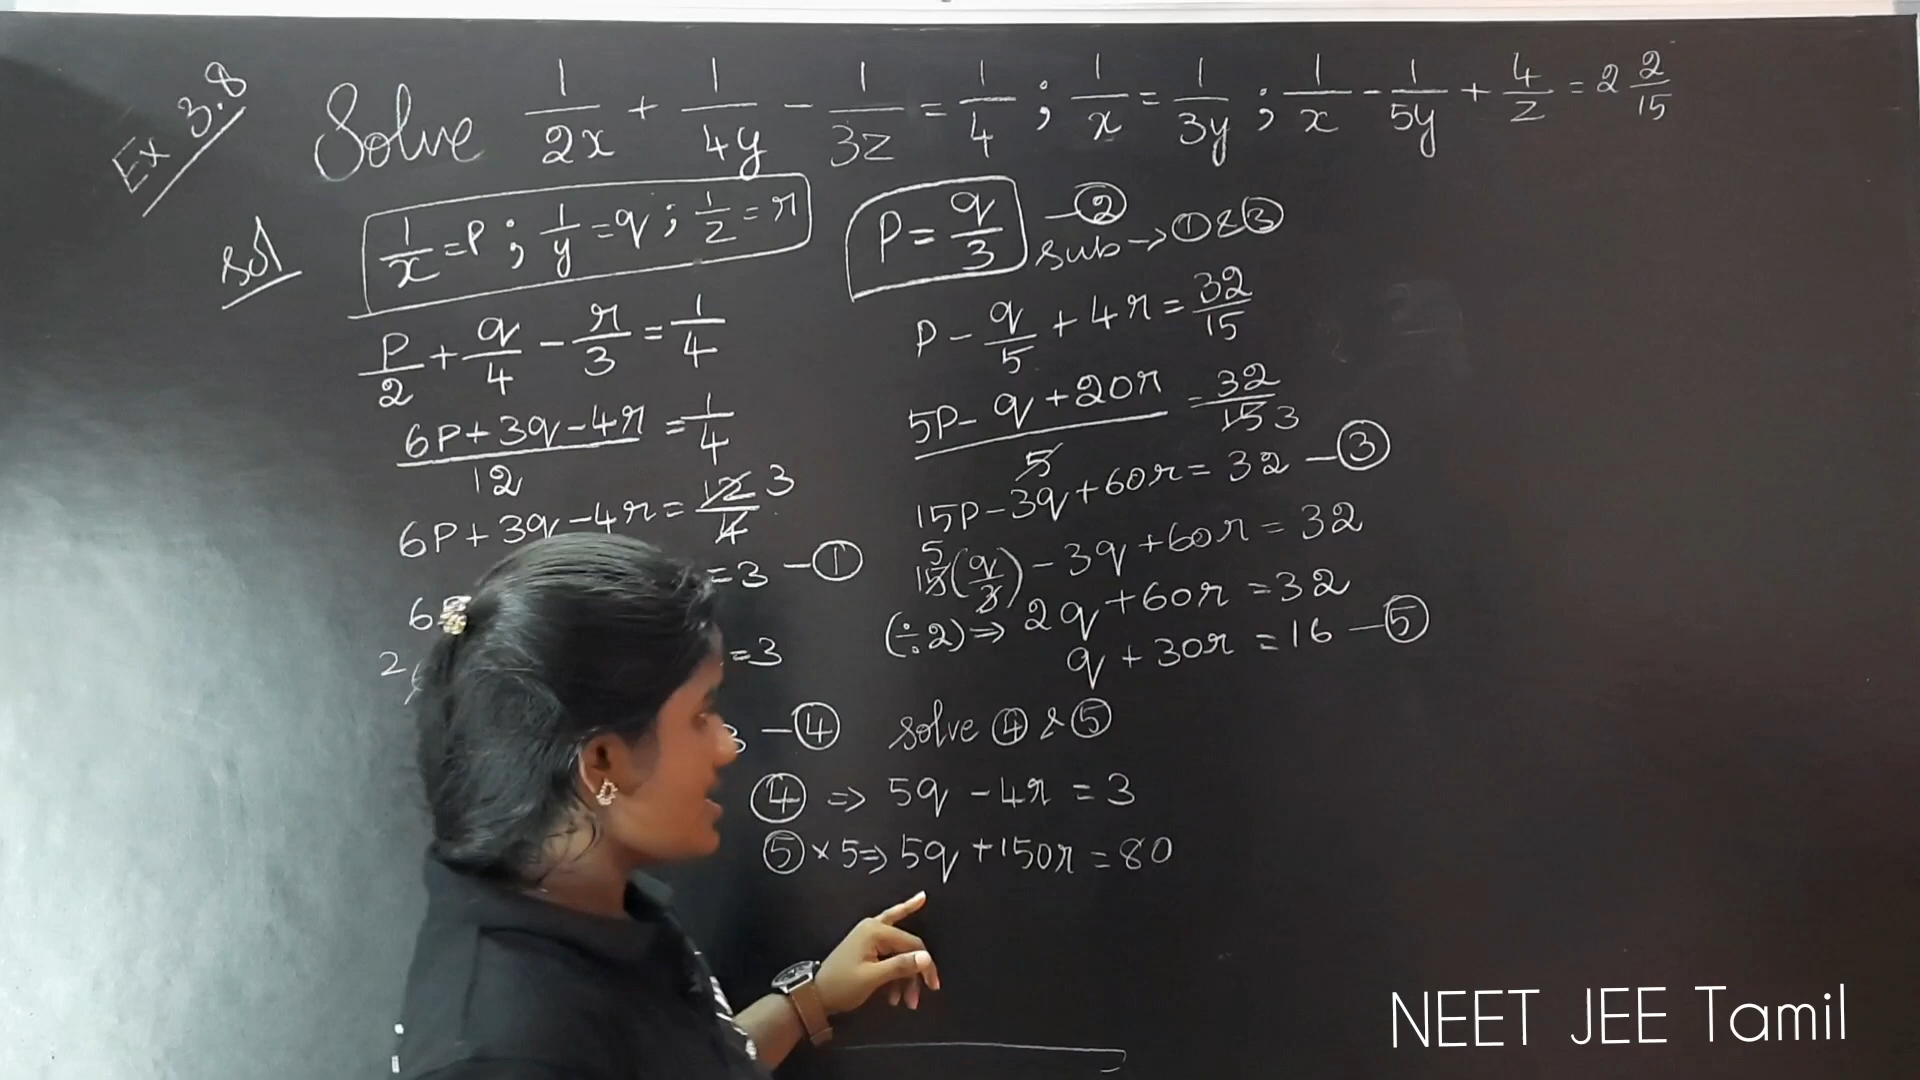 Ex 3.8
Solve 1/2x + 1/4y - 1/3z = 1/4 ; 1/x = 1/3y ; 1/x - 1/5y + 4/z = 2 2/15
sol
1/x = P ; 1/y = q ; 1/z = r
P/2 + q/4 - r/3 = 1/4
6P + 3q - 4r / 12 = 1/4
6P + 3q - 4r = 12/4 3
= 3 - ①
6
= 3
2
3 - ④
P = q/3 - ②
sub → ① & ③
P - q/5 + 4r = 32/15
5P - q + 20r / 5 = 32/15 3
15P - 3q + 60r = 32 - ③
5
15(q/3) - 3q + 60r = 32
(÷2) ⇒ 2q + 60r = 32
q + 30r = 16 - ⑤
solve ④ & ⑤
④ ⇒ 5q - 4r = 3
⑤ × 5 ⇒ 5q + 150r = 80
NEET JEE Tamil